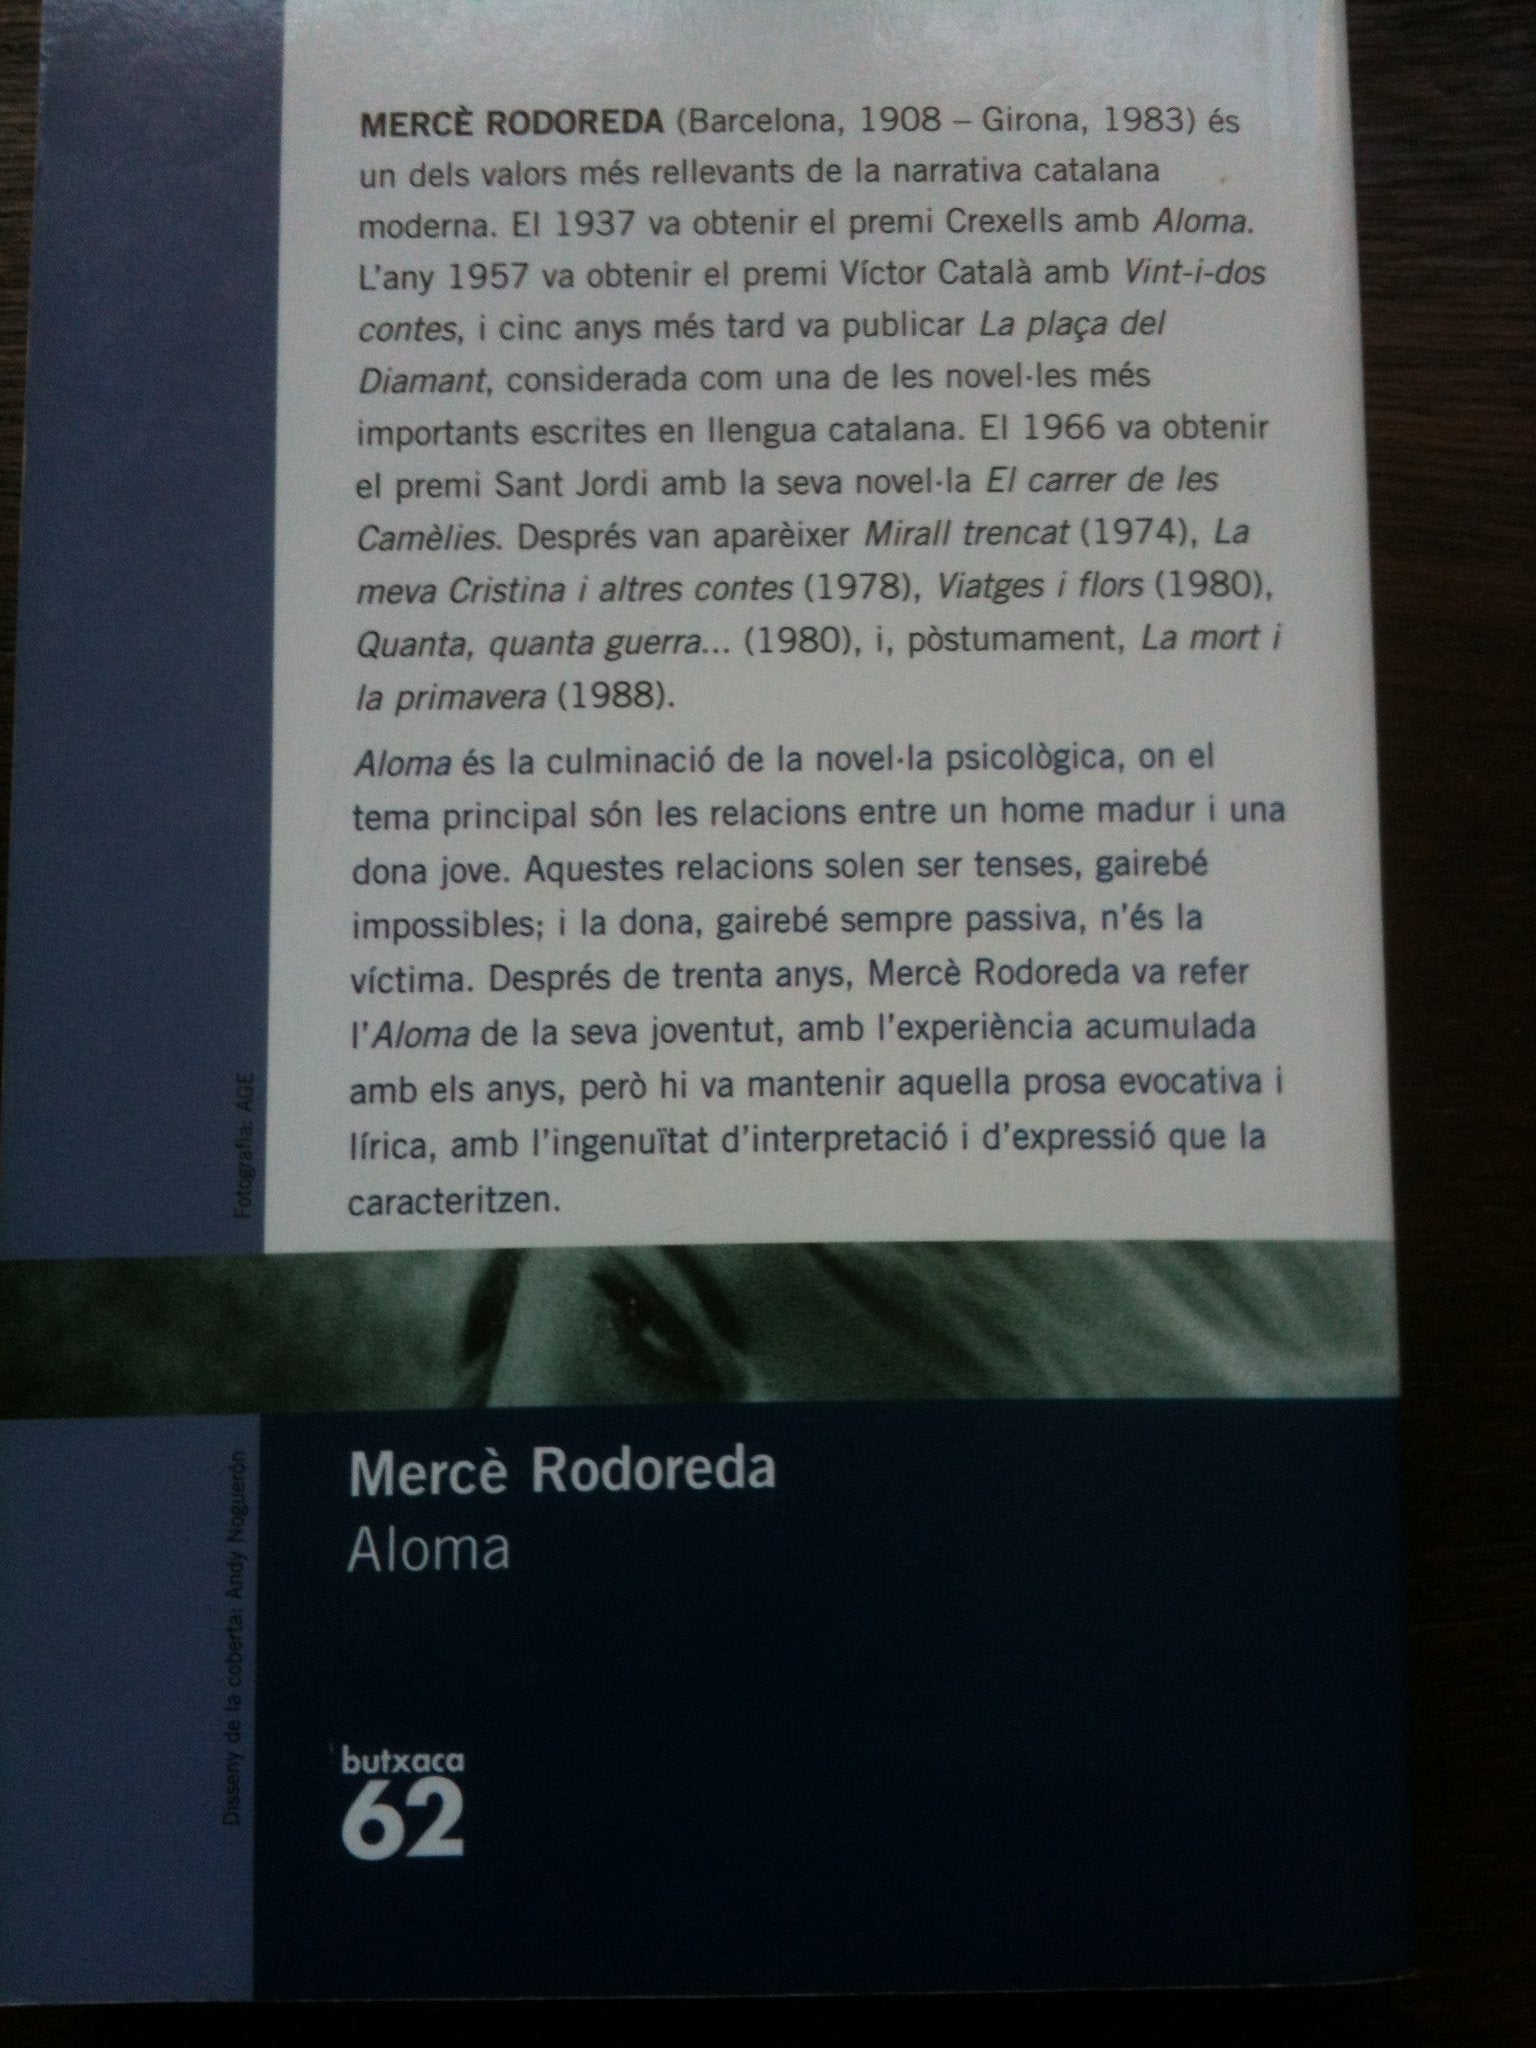 MERCÈ RODOREDA (Barcelona, 1908 – Girona, 1983) és
un dels valors més rellevants de la narrativa catalana
moderna. El 1937 va obtenir el premi Crexells amb Aloma.
L'any 1957 va obtenir el premi Víctor Català amb Vint-i-dos
contes, i cinc anys més tard va publicar La plaça del
Diamant, considerada com una de les novel·les més
importants escrites en llengua catalana. El 1966 va obtenir
el premi Sant Jordi amb la seva novel·la El carrer de les
Camèlies. Després van aparèixer Mirall trencat (1974), La
meva Cristina i altres contes (1978), Viatges i flors (1980),
Quanta, quanta guerra... (1980), i, pòstumament, La mort i
la primavera (1988).
Aloma és la culminació de la novel·la psicològica, on el
tema principal són les relacions entre un home madur i una
dona jove. Aquestes relacions solen ser tenses, gairebé
impossibles; i la dona, gairebé sempre passiva, n'és la
víctima. Després de trenta anys, Mercè Rodoreda va refer
l'Aloma de la seva joventut, amb l'experiència acumulada
amb els anys, però hi va mantenir aquella prosa evocativa i
lírica, amb l'ingenuïtat d'interpretació i d'expressió que la
caracteritzen.
Fotografia: AGE
Mercè Rodoreda
Aloma
Disseny de la coberta: Andy Noguerón
butxaca
62